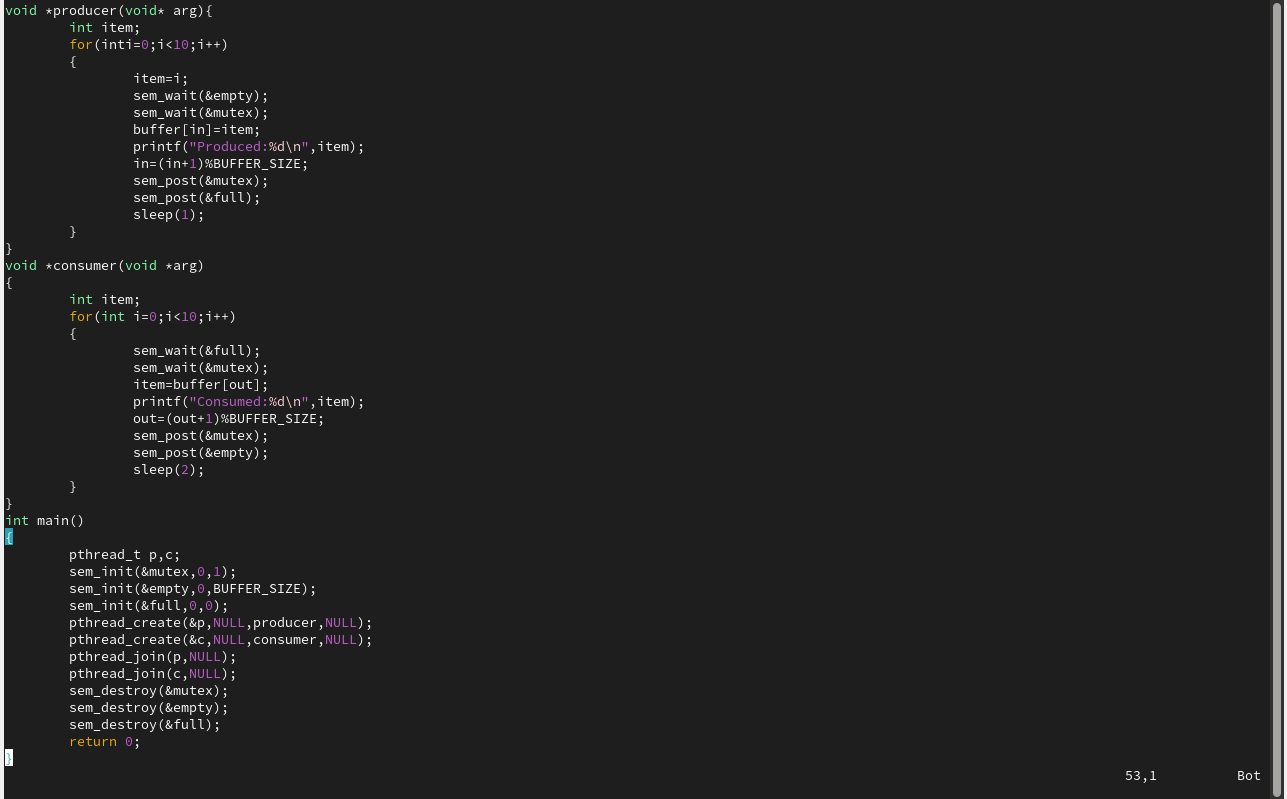 void *producer(void* arg){
        int item;
        for(inti=0;i<10;i++)
        {
                item=i;
                sem_wait(&empty);
                sem_wait(&mutex);
                buffer[in]=item;
                printf("Produced:%d\n",item);
                in=(in+1)%BUFFER_SIZE;
                sem_post(&mutex);
                sem_post(&full);
                sleep(1);
        }
}
void *consumer(void *arg)
{
        int item;
        for(int i=0;i<10;i++)
        {
                sem_wait(&full);
                sem_wait(&mutex);
                item=buffer[out];
                printf("Consumed:%d\n",item);
                out=(out+1)%BUFFER_SIZE;
                sem_post(&mutex);
                sem_post(&empty);
                sleep(2);
        }
}
int main()
{
        pthread_t p,c;
        sem_init(&mutex,0,1);
        sem_init(&empty,0,BUFFER_SIZE);
        sem_init(&full,0,0);
        pthread_create(&p,NULL,producer,NULL);
        pthread_create(&c,NULL,consumer,NULL);
        pthread_join(p,NULL);
        pthread_join(c,NULL);
        sem_destroy(&mutex);
        sem_destroy(&empty);
        sem_destroy(&full);
        return 0;
}
53,1 Bot